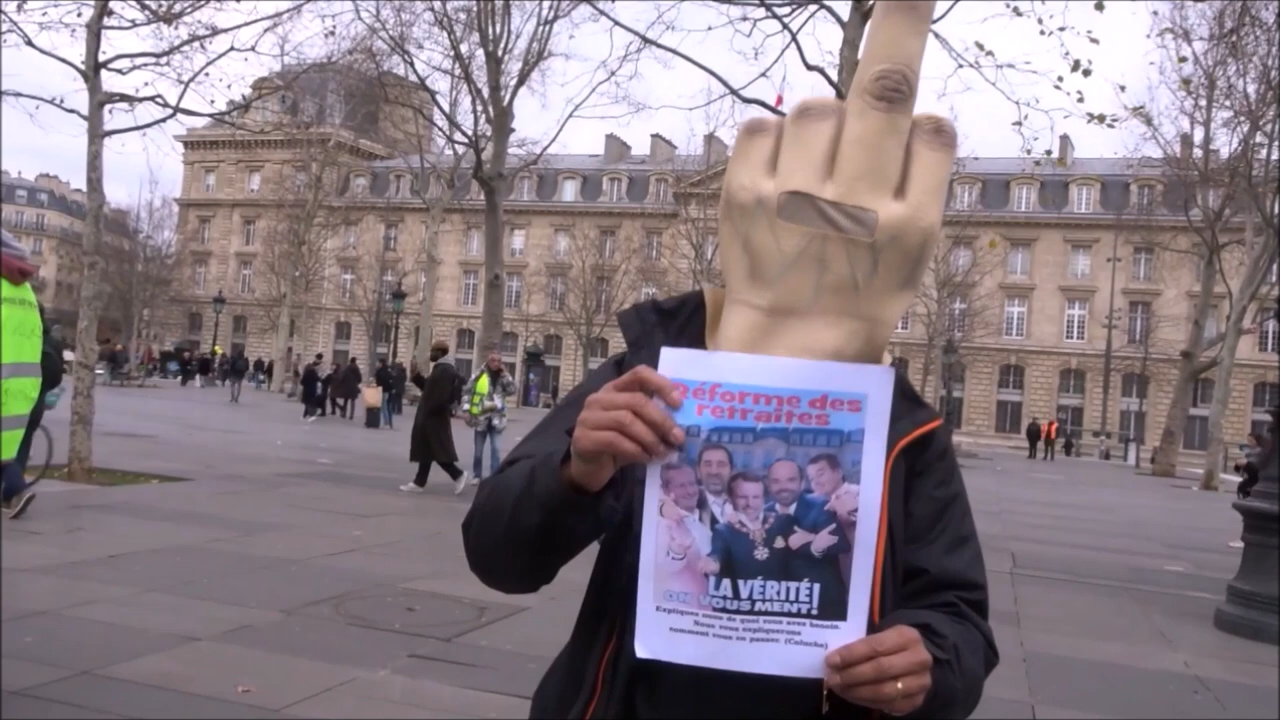 Réforme des
retraites
LA VÉRITÉ!
ON VOUS MENT!
Expliquez nous de quoi vous avez besoin.
Nous vous expliquerons
comment vous en passer. (Coluche)